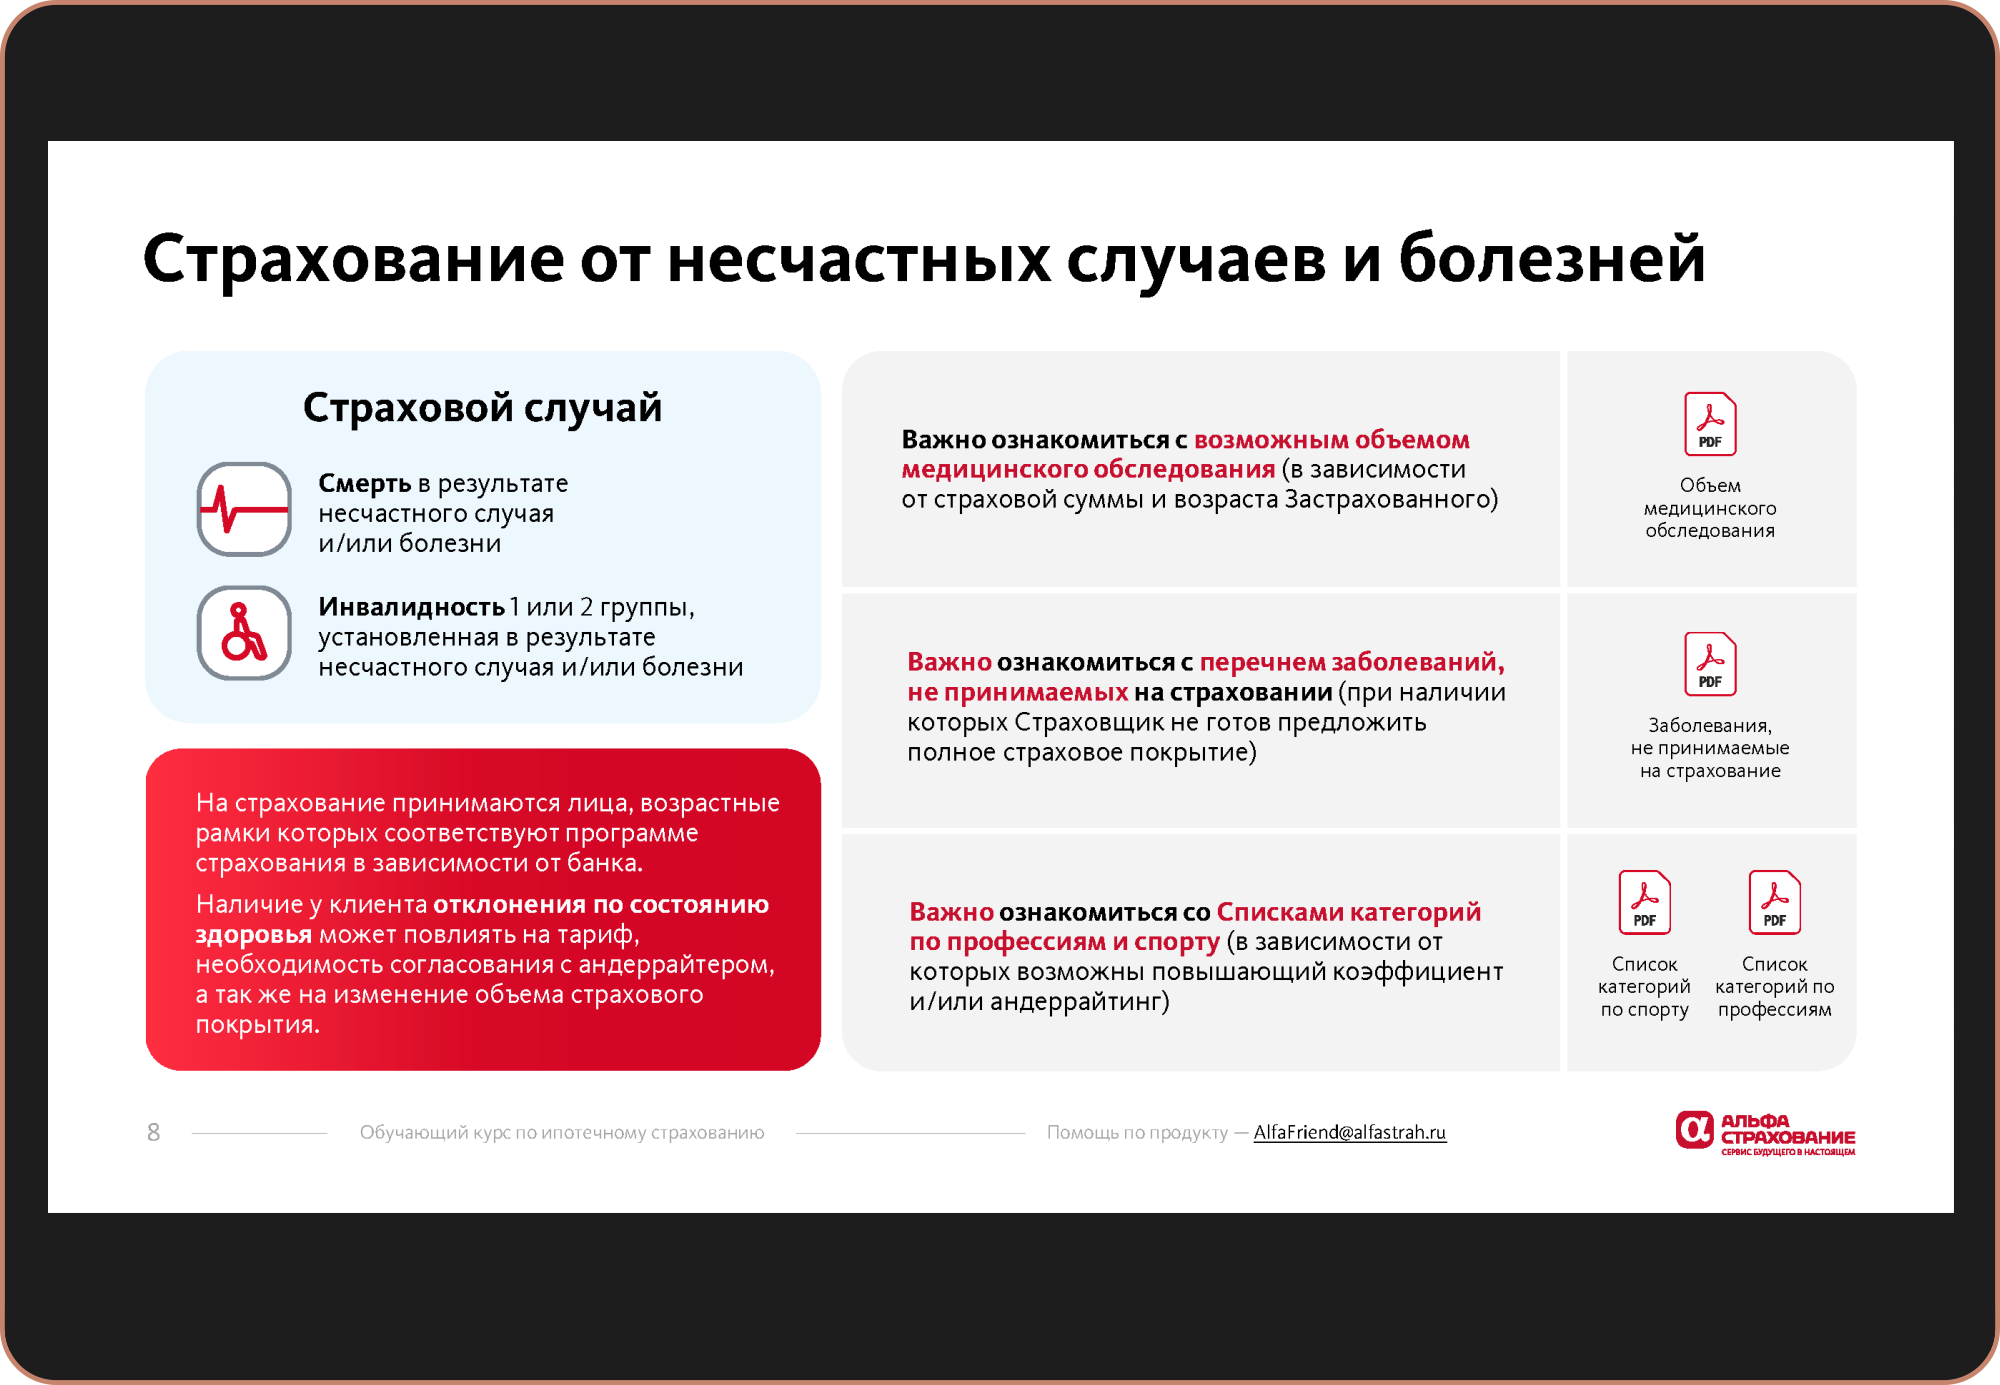 Страхование от несчастных случаев и болезней
Страховой случай
Смерть в результате
несчастного случая
и/или болезни
Инвалидность 1 или 2 группы,
установленная в результате
несчастного случая и/или болезни
На страхование принимаются лица, возрастные
рамки которых соответствуют программе
страхования в зависимости от банка.
Наличие у клиента отклонения по состоянию
здоровья может повлиять на тариф,
необходимость согласования с андеррайтером,
а так же на изменение объема страхового
покрытия.
Важно ознакомиться с возможным объемом
медицинского обследования (в зависимости
от страховой суммы и возраста Застрахованного)
PDF
Объем
медицинского
обследования
Важно ознакомиться с перечнем заболеваний,
не принимаемых на страховании (при наличии
которых Страховщик не готов предложить
полное страховое покрытие)
PDF
Заболевания,
не принимаемые
на страхование
Важно ознакомиться со Списками категорий
по профессиям и спорту (в зависимости от
которых возможны повышающий коэффициент
и/или андеррайтинг)
PDF
Список
категорий
по спорту
PDF
Список
категорий по
профессиям
8
Обучающий курс по ипотечному страхованию
Помощь по продукту — AlfaFriend@alfastrah.ru
АЛЬФА
СТРАХОВАНИЕ
СЕРВИС БУДУЩЕГО В НАСТОЯЩЕМ